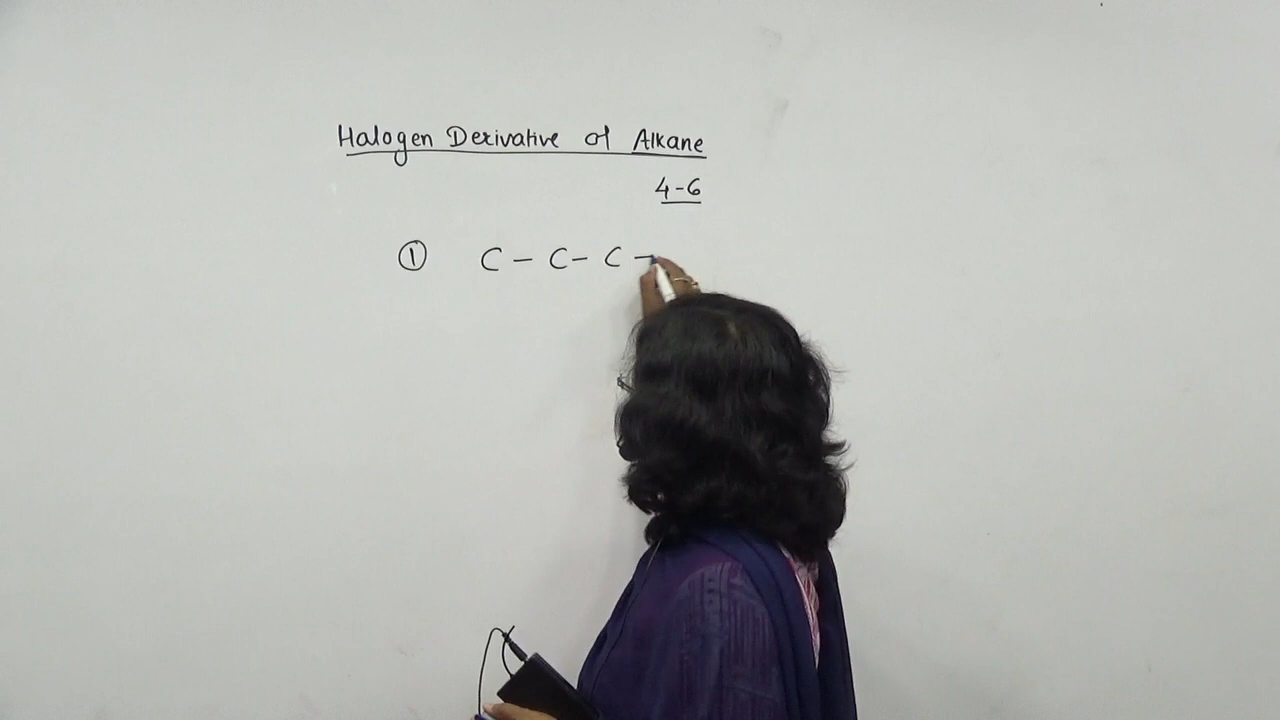 Halogen Derivative of Alkane
4-6
① C - C - C -